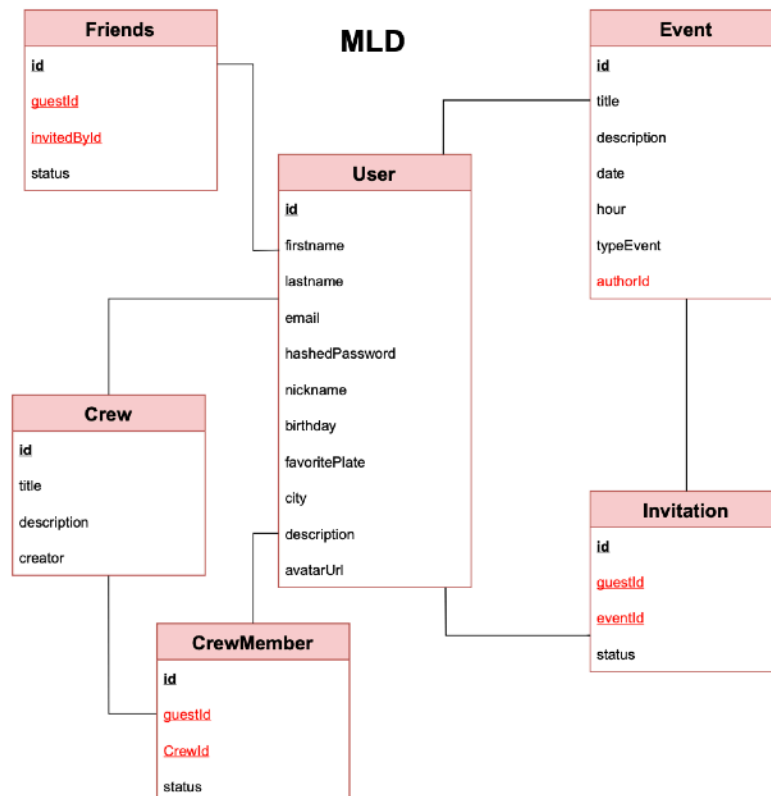 MLD
Friends
id
guestId
invitedById
status
Event
id
title
description
date
hour
typeEvent
authorId
User
id
firstname
lastname
email
hashedPassword
nickname
birthday
favoritePlate
city
description
avatarUrl
Crew
id
title
description
creator
Invitation
id
guestId
eventId
status
CrewMember
id
guestId
CrewId
status